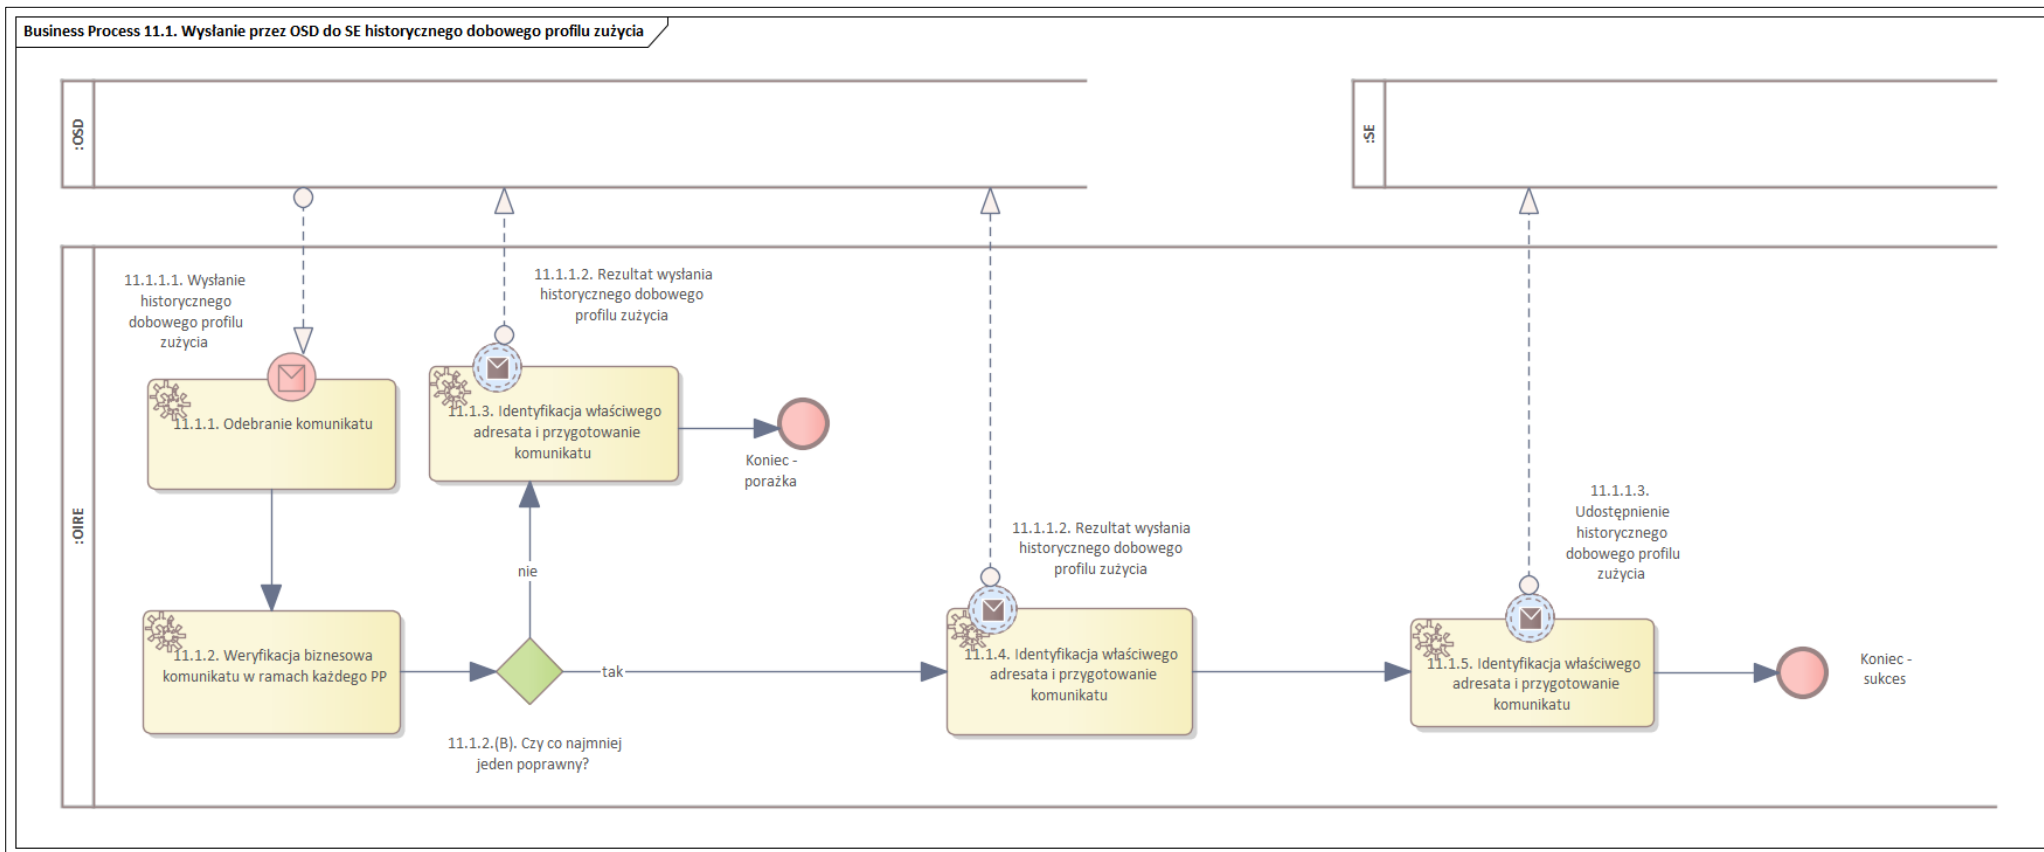 Business Process 11.1. Wysłanie przez OSD do SE historycznego dobowego profilu zużycia
:OSD
:SE
:OIRE
11.1.1.1. Wysłanie
historycznego
dobowego profilu
zużycia
11.1.1.2. Rezultat wysłania
historycznego dobowego
profilu zużycia
11.1.1. Odebranie komunikatu
11.1.3. Identyfikacja właściwego
adresata i przygotowanie
komunikatu
Koniec -
porażka
nie
11.1.2. Weryfikacja biznesowa
komunikatu w ramach każdego PP
tak
11.1.2.(B). Czy co najmniej
jeden poprawny?
11.1.1.2. Rezultat wysłania
historycznego dobowego
profilu zużycia
11.1.4. Identyfikacja właściwego
adresata i przygotowanie
komunikatu
11.1.1.3.
Udostępnienie
historycznego
dobowego profilu
zużycia
11.1.5. Identyfikacja właściwego
adresata i przygotowanie
komunikatu
Koniec -
sukces